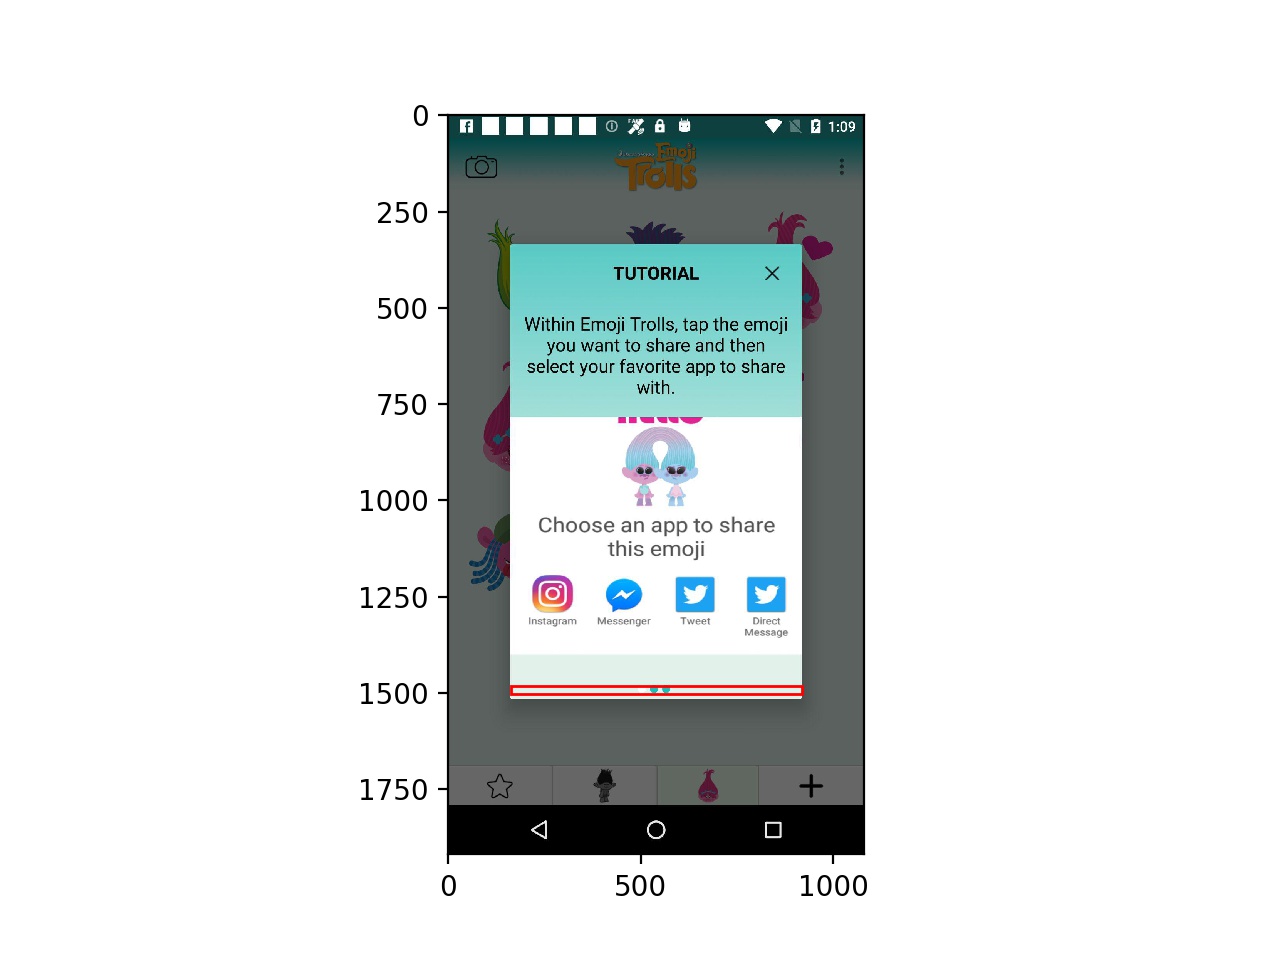 0
250
500
750
1000
1250
1500
1750
0
500
1000
1:09
Emoji
Trolls
TUTORIAL
Within Emoji Trolls, tap the emoji
you want to share and then
select your favorite app to share
with.
Choose an app to share
this emoji
Instagram
Messenger
Tweet
Direct
Message